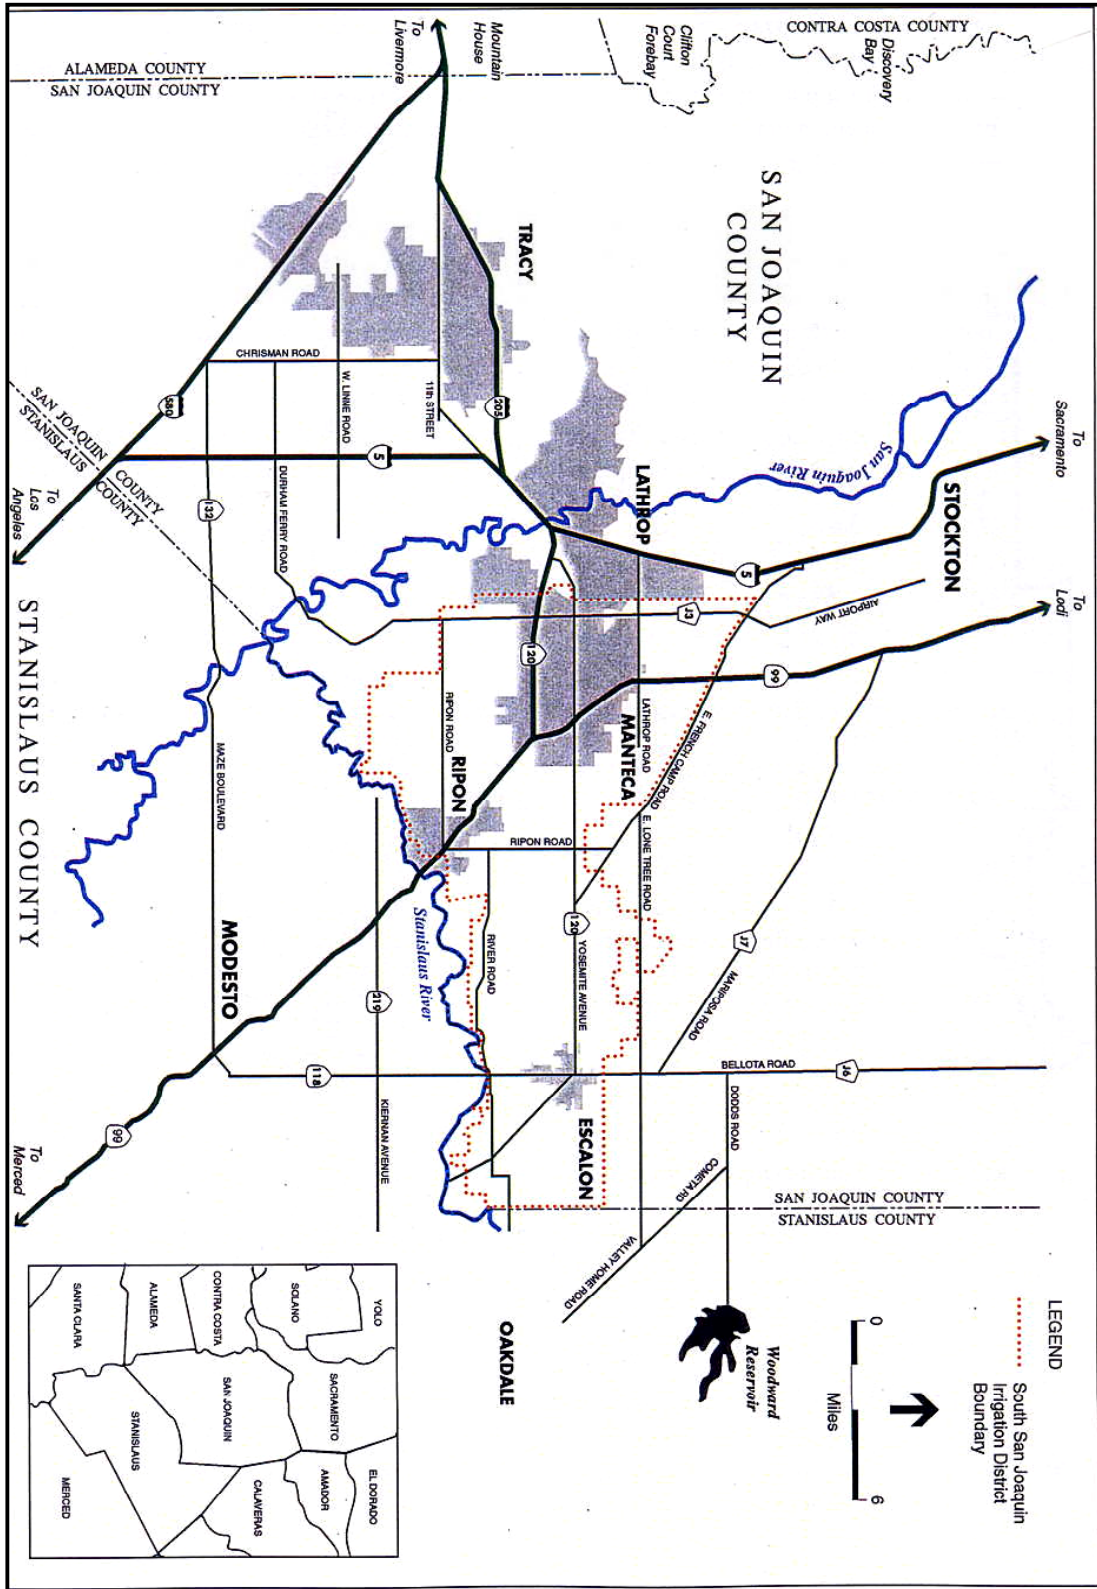 CONTRA COSTA COUNTY
Discovery
Bay
Clifton
Court
Forebay
Mountain
House
To
Livermore
ALAMEDA COUNTY
SAN JOAQUIN COUNTY
SAN JOAQUIN
COUNTY
TRACY
CHRISMAN ROAD
W. LINNE ROAD
11th STREET
205
580
5
SAN JOAQUIN COUNTY
STANISLAUS COUNTY
To
Los
Angeles
132
DURHAM FERRY ROAD
San Joaquin River
LATHROP
To
Sacramento
STOCKTON
5
To
Lodi
AIRPORT WAY
J3
120
99
RIPON ROAD
LATHROP ROAD
MANTECA
E. FRENCH CAMP ROAD
RIPON
MAZE BOULEVARD
STANISLAUS COUNTY
E. LONE TREE ROAD
RIPON ROAD
MODESTO
Stanislaus River
219
RIVER ROAD
120
YOSEMITE AVENUE
J7
MARIPOSA ROAD
118
BELLOTA ROAD
J6
KIERNAN AVENUE
99
To
Merced
ESCALON
DODDS ROAD
COMETA RD
VALLEY HOME ROAD
SAN JOAQUIN COUNTY
STANISLAUS COUNTY
OAKDALE
Woodward
Reservoir
LEGEND
South San Joaquin
Irrigation District
Boundary
0
6
Miles
YOLO
SOLANO
CONTRA COSTA
ALAMEDA
SANTA CLARA
SACRAMENTO
SAN JOAQUIN
STANISLAUS
EL DORADO
AMADOR
CALAVERAS
MERCED